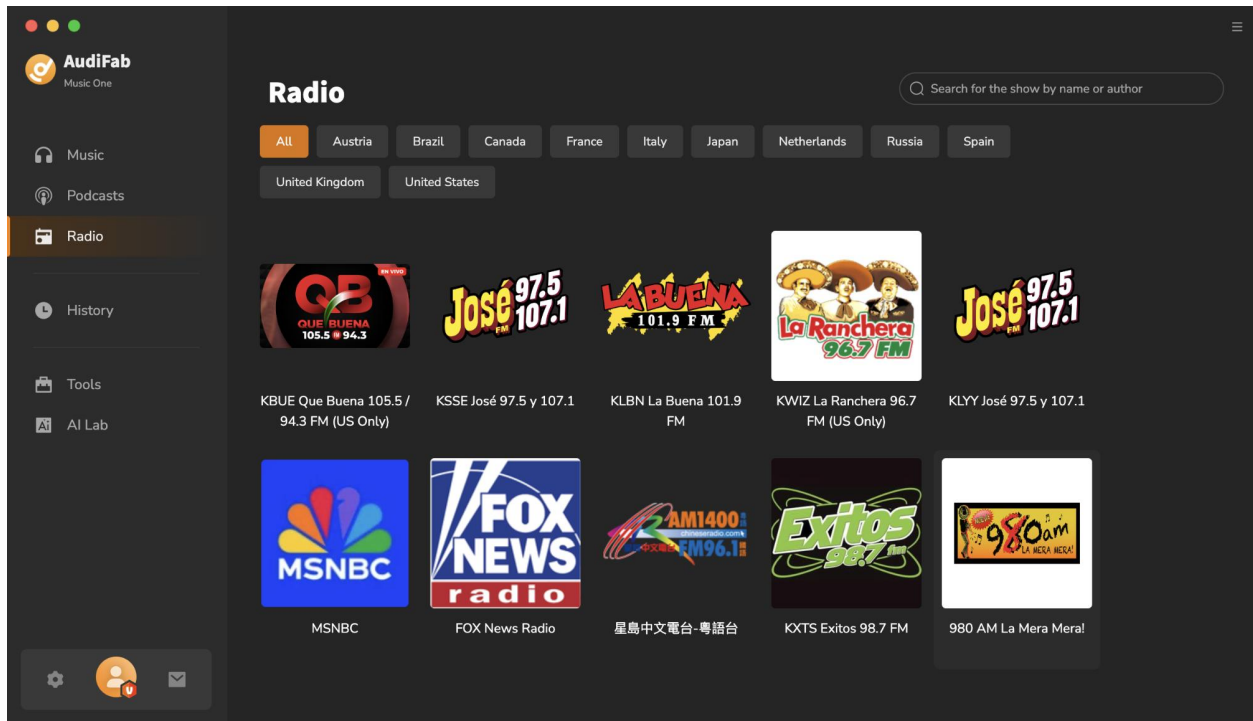 AudiFab
Music One
Music
Podcasts
Radio
History
Tools
AI Lab
Radio
Search for the show by name or author
All
Austria
Brazil
Canada
France
Italy
Japan
Netherlands
Russia
Spain
United Kingdom
United States
EN VIVO
QB
QUE BUENA
105.5 94.3
José 97.5
FM 107.1
LA BUENA
101.9 FM
La Ranchera
96.7 FM
José 97.5
FM 107.1
KBUE Que Buena 105.5 /
94.3 FM (US Only)
KSSE José 97.5 y 107.1
KLBN La Buena 101.9
FM
KWIZ La Ranchera 96.7
FM (US Only)
KLYY José 97.5 y 107.1
MSNBC
FOX
NEWS
radio
AM1400
chineseradio.com
中文電台 FM96.1
Exitos
98.7 fm
980am
LA MERA MERA!
MSNBC
FOX News Radio
星島中文電台-粵語台
KXTS Exitos 98.7 FM
980 AM La Mera Mera!